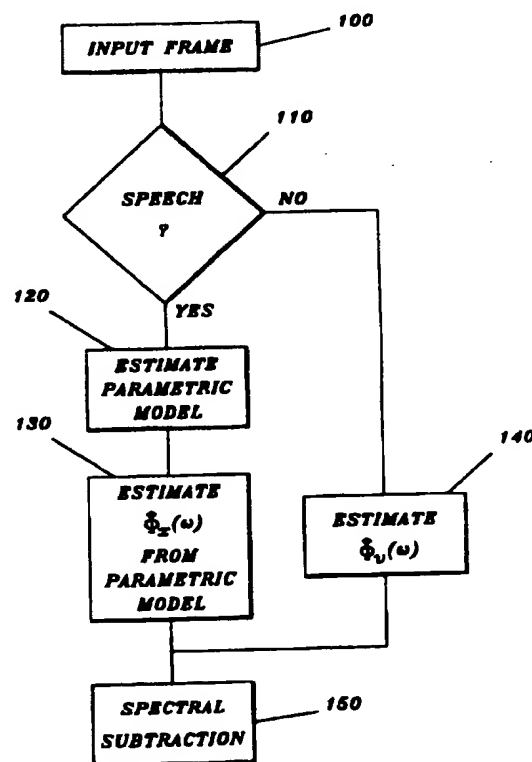 100
INPUT FRAME
110
SPEECH
?
NO
YES
120
ESTIMATE
PARAMETRIC
MODEL
130
ESTIMATE
Φ̂x(ω)
FROM
PARAMETRIC
MODEL
140
ESTIMATE
Φ̂v(ω)
150
SPECTRAL
SUBTRACTION